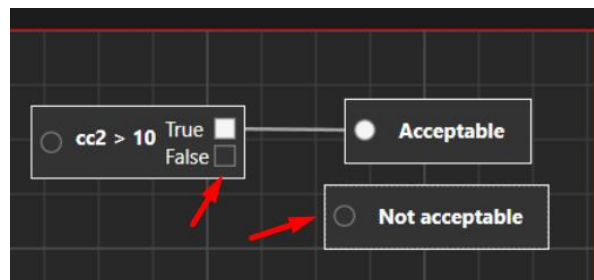 cc2 > 10
True
False
Acceptable
Not acceptable